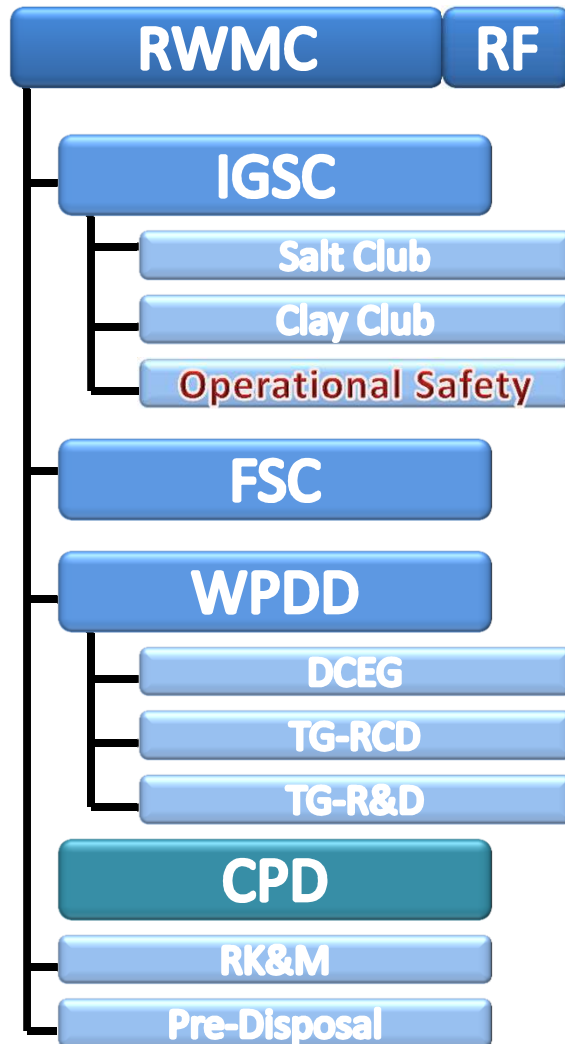 RWMC RF
IGSC
Salt Club
Clay Club
Operational Safety
FSC
WPDD
DCEG
TG-RCD
TG-R&D
CPD
RK&M
Pre-Disposal